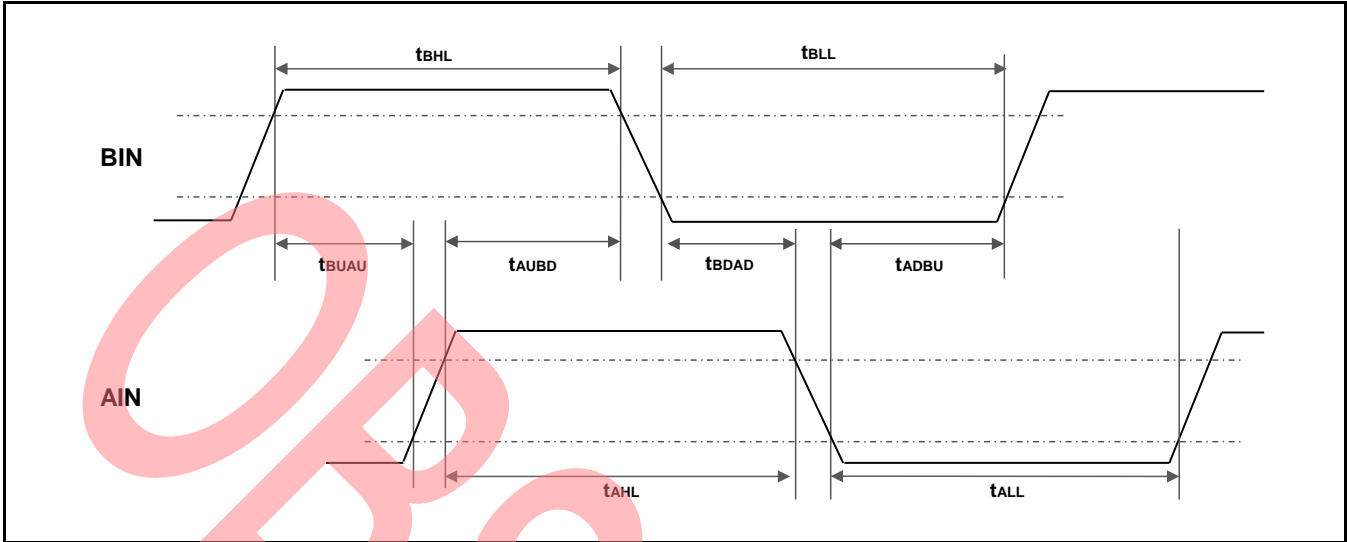 tBHL tBLL
BIN
tBUAU tAUBD tBDAD tADBU
AIN
tAHL tALL